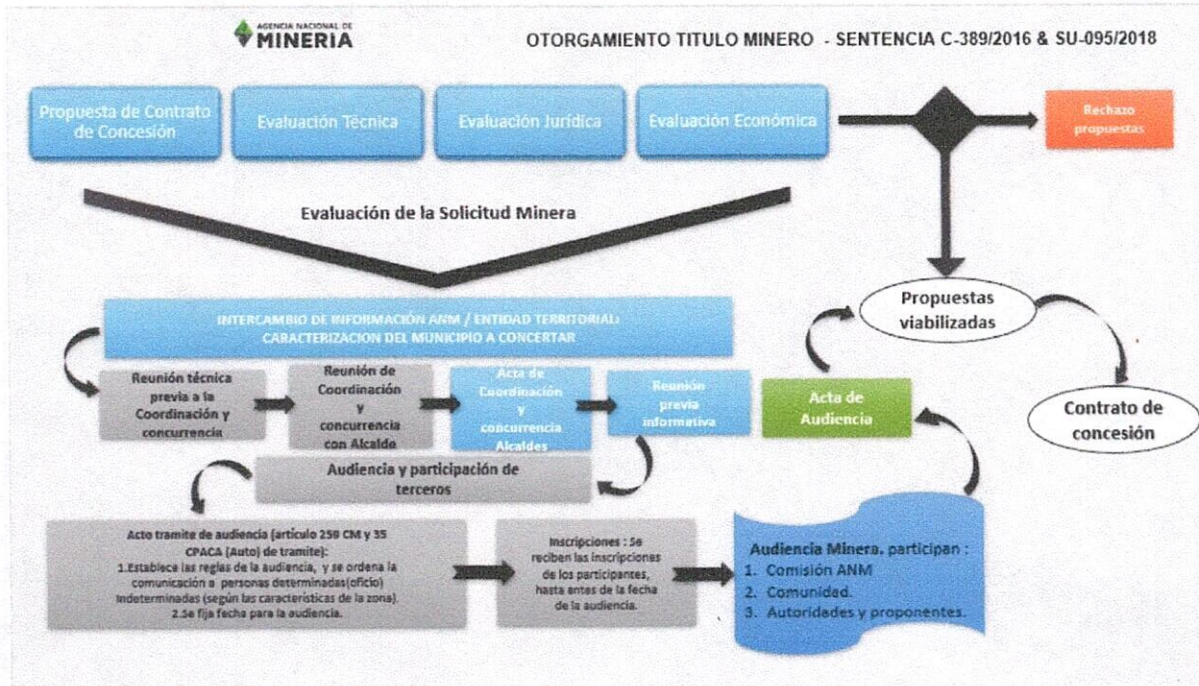 AGENCIA NACIONAL DE
MINERÍA
OTORGAMIENTO TITULO MINERO - SENTENCIA C-389/2016 & SU-095/2018
Propuesta de Contrato
de Concesión
Evaluación Técnica
Evaluación Jurídica
Evaluación Económica
Rechazo
propuestas
Evaluación de la Solicitud Minera
INTERCAMBIO DE INFORMACIÓN ANM / ENTIDAD TERRITORIAL:
CARACTERIZACION DEL MUNICIPIO A CONCERTAR
Propuestas
viabilizadas
Reunión técnica
previa a la
Coordinación y
concurrencia
Reunión de
Coordinación
y
concurrencia
con Alcalde
Acta de
Coordinación
y
concurrencia
Alcaldes
Reunión
previa
informativa
Acta de
Audiencia
Contrato de
concesión
Audiencia y participación de
terceros
Acto tramite de audiencia (artículo 259 CM y 35
CPACA (Auto) de tramite):
1.Establece las reglas de la audiencia, y se ordena la
comunicación a personas determinadas(oficio)
Indeterminadas (según las características de la zona).
2.Se fija fecha para la audiencia.
Inscripciones : Se
reciben las inscripciones
de los participantes,
hasta antes de la fecha
de la audiencia.
Audiencia Minera. participan :
1. Comisión ANM
2. Comunidad.
3. Autoridades y proponentes.